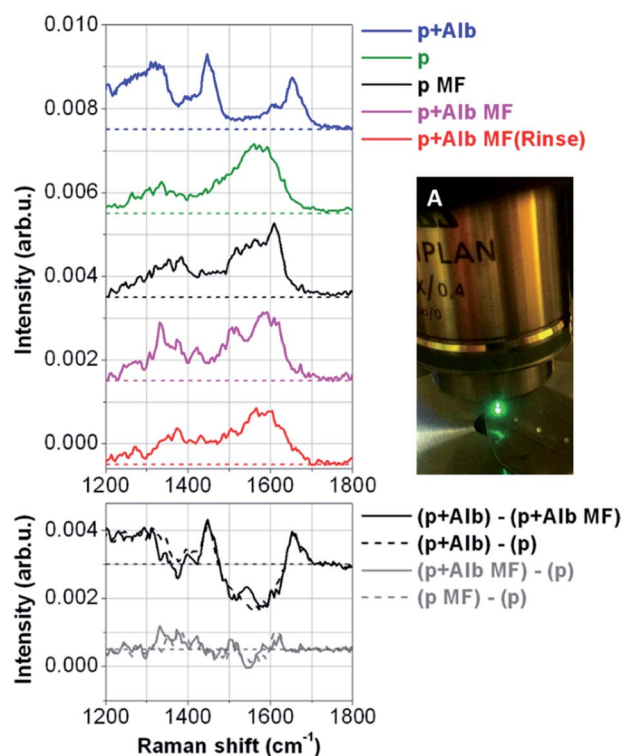 0.010
0.008
0.006
0.004
0.002
0.000
Intensity (arb.u.)
1200 1400 1600 1800
p+Alb
p
p MF
p+Alb MF
p+Alb MF(Rinse)
A
IPLAN
X/0,4
∞/0
0.004
0.002
0.000
Intensity (arb.u.)
1200 1400 1600 1800
Raman shift (cm⁻¹)
(p+Alb) - (p+Alb MF)
(p+Alb) - (p)
(p+Alb MF) - (p)
(p MF) - (p)